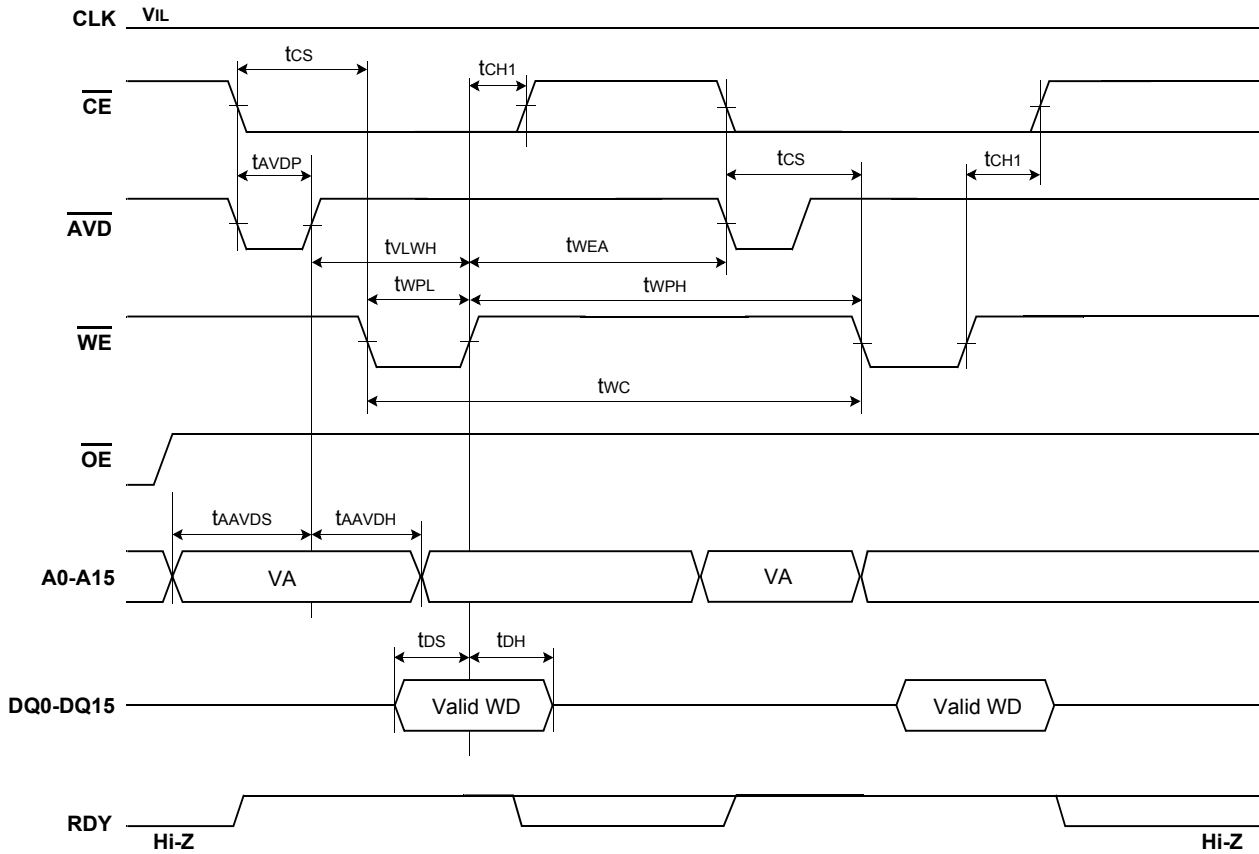 CLK VIL
tCS tCH1
CE
tAVDP tCS tCH1
AVD
tVLWH tWEA
tWPL tWPH
WE
tWC
OE
tAAVDS tAAVDH
A0-A15 VA VA
tDS tDH
DQ0-DQ15 Valid WD Valid WD
RDY
Hi-Z Hi-Z